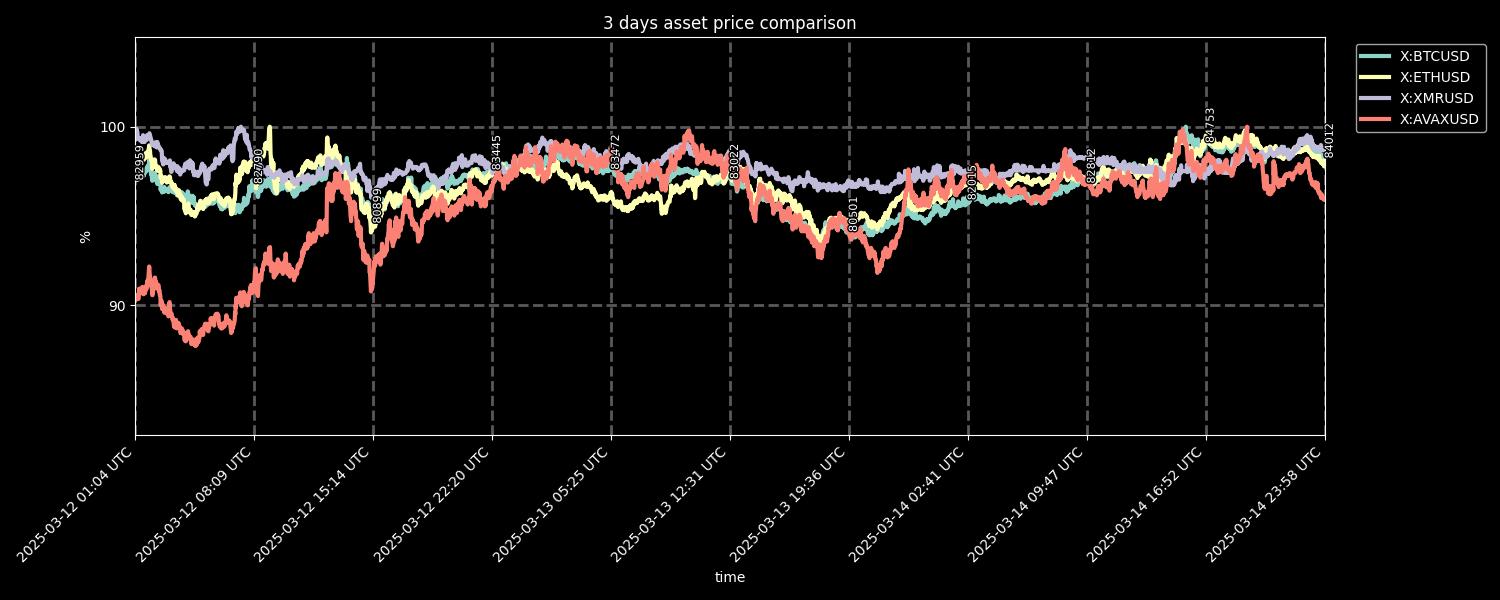 3 days asset price comparison
X:BTCUSD
X:ETHUSD
X:XMRUSD
X:AVAXUSD
100
90
%
82959
82790
80899
83445
83472
83022
80501
82015
82812
84753
84012
2025-03-12 01:04 UTC
2025-03-12 08:09 UTC
2025-03-12 15:14 UTC
2025-03-12 22:20 UTC
2025-03-13 05:25 UTC
2025-03-13 12:31 UTC
2025-03-13 19:36 UTC
2025-03-14 02:41 UTC
2025-03-14 09:47 UTC
2025-03-14 16:52 UTC
2025-03-14 23:58 UTC
time